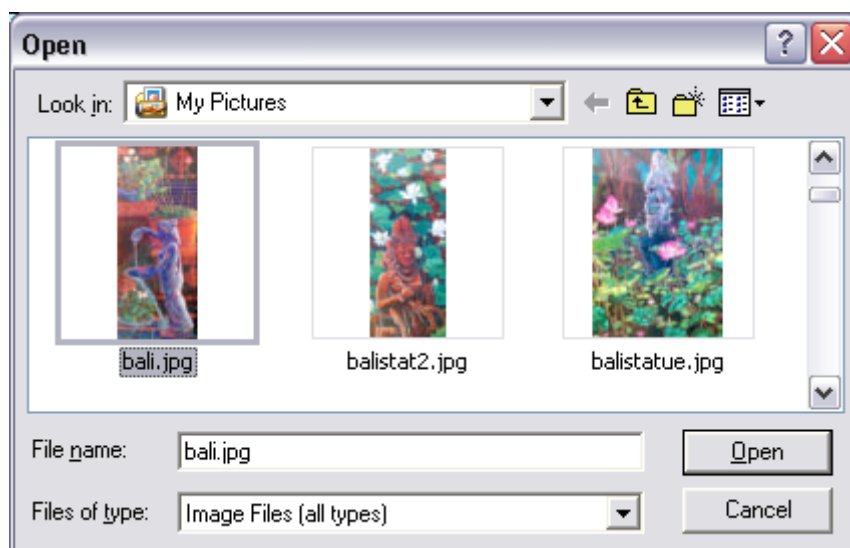 Open
Look in: My Pictures
bali.jpg balistat2.jpg balistatue.jpg
File name: bali.jpg Open
Files of type: Image Files (all types) Cancel